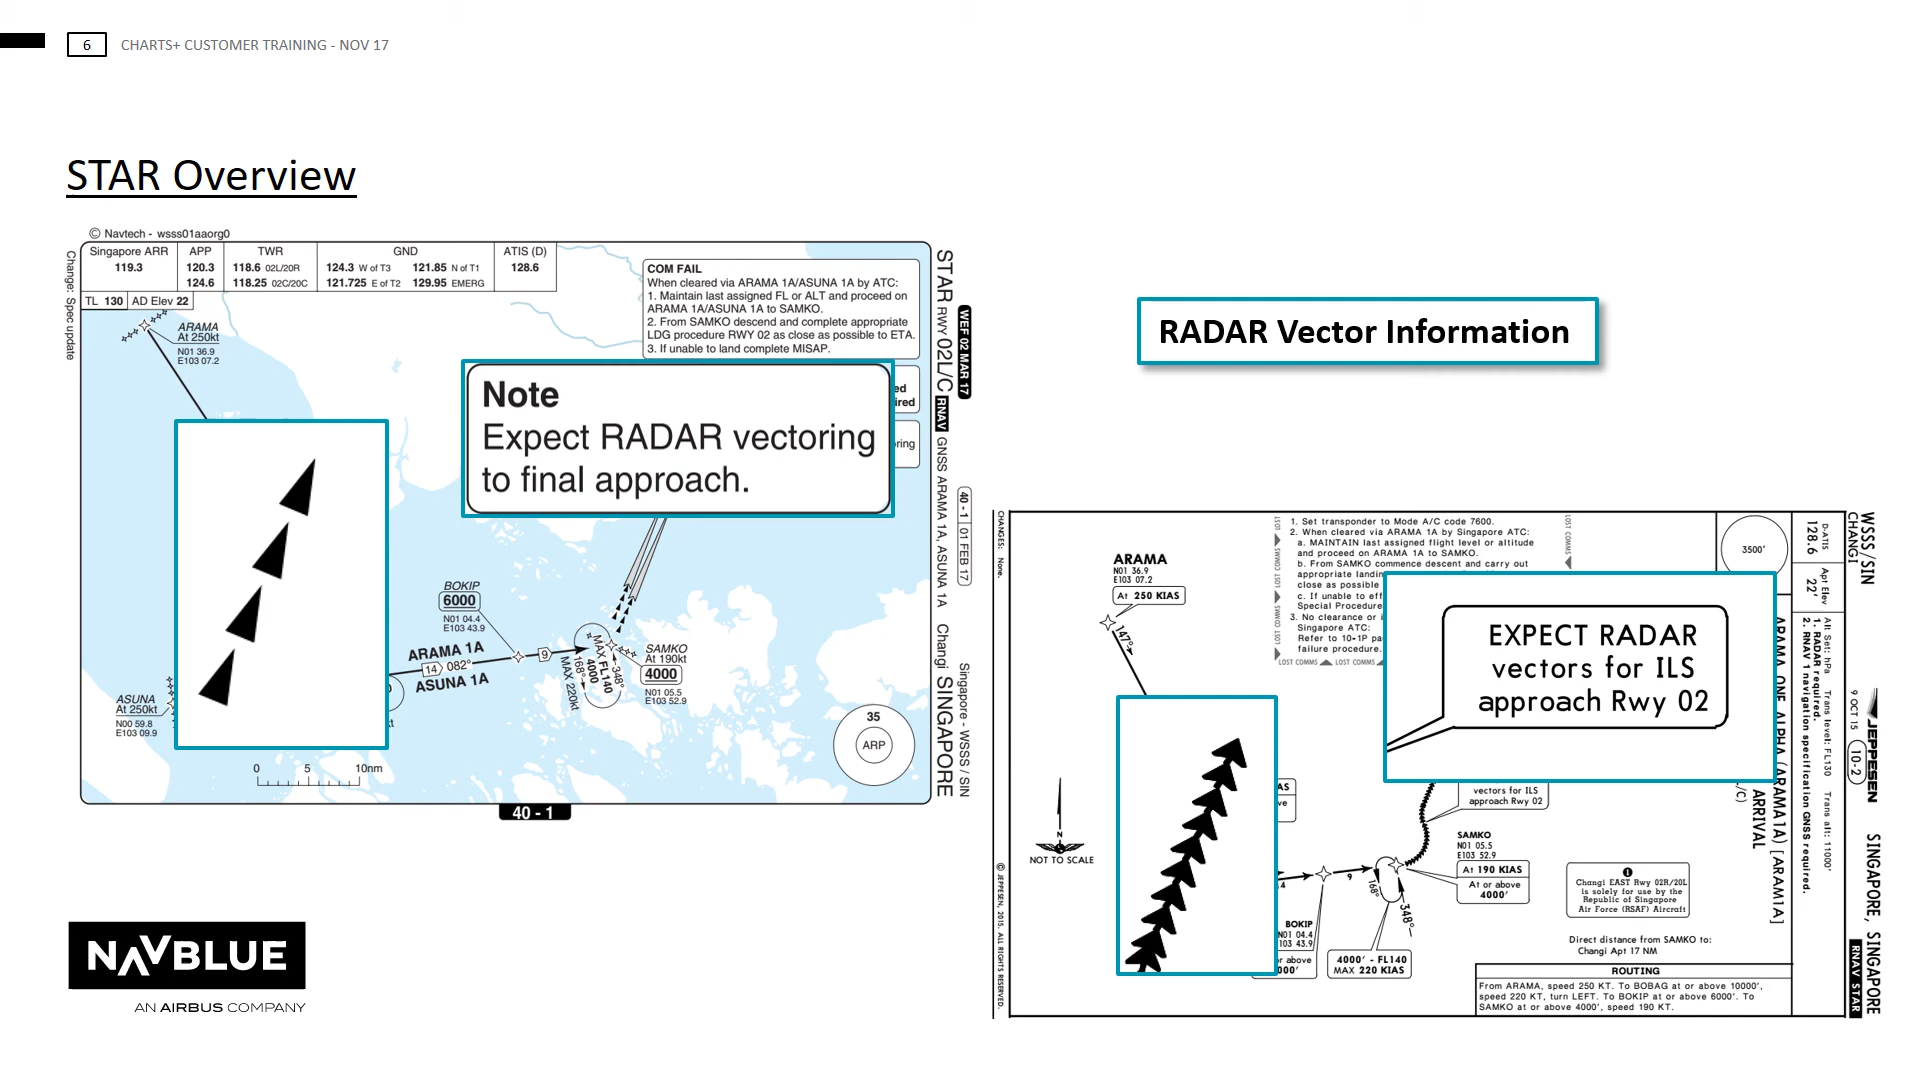 6
CHARTS+ CUSTOMER TRAINING - NOV 17
STAR Overview
© Navtech - wsss01aaorg0
Change: Spec update
Singapore ARR
119.3
APP
120.3
124.6
TWR
118.6 02L/20R
118.25 02C/20C
GND
124.3 W of T3 121.85 N of T1
121.725 E of T2 129.95 EMERG
ATIS (D)
128.6
TL 130 AD Elev 22
COM FAIL
When cleared via ARAMA 1A/ASUNA 1A by ATC:
1. Maintain last assigned FL or ALT and proceed on
ARAMA 1A/ASUNA 1A to SAMKO.
2. From SAMKO descend and complete appropriate
LDG procedure RWY 02 as close as possible to ETA.
3. If unable to land complete MISAP.
ARAMA
At 250kt
N01 36.9
E103 07.2
Note
Expect RADAR vectoring
to final approach.
BOKIP
6000
N01 04.4
E103 43.9
ARAMA 1A
14 082°
ASUNA 1A
9
MAX FL140
4000
168°
348°
MAX 220kt
SAMKO
At 190kt
4000
N01 05.5
E103 52.9
ASUNA
At 250kt
N00 59.8
E103 09.9
0 5 10nm
35
ARP
40 - 1
STAR RWY 02L/C RNAV GNSS ARAMA 1A, ASUNA 1A Changi SINGAPORE
WEF 02 MAR 17
40 - 1 01 FEB 17
Singapore - WSSS / SIN
RADAR Vector Information
CHANGES: None.
© JEPPESEN, 2015. ALL RIGHTS RESERVED.
ARAMA
N01 36.9
E103 07.2
At 250 KIAS
147°
LOST COMMS
1. Set transponder to Mode A/C code 7600.
2. When cleared via ARAMA 1A by Singapore ATC:
a. MAINTAIN last assigned flight level or altitude
and proceed on ARAMA 1A to SAMKO.
b. From SAMKO commence descent and carry out
appropriate landin
close as possible
c. If unable to eff
Special Procedure
3. No clearance or i
Singapore ATC:
Refer to 10-1P pa
failure procedure.
LOST COMMS LOST COMMS
LOST COMMS
3500'
EXPECT RADAR
vectors for ILS
approach Rwy 02
vectors for ILS
approach Rwy 02
N
NOT TO SCALE
9
168°
348°
BOKIP
N01 04.4
103 43.9
4000' - FL140
MAX 220 KIAS
SAMKO
N01 05.5
E103 52.9
At 190 KIAS
At or above
4000'
1
Changi EAST Rwy 02R/20L
is solely for use by the
Republic of Singapore
Air Force (RSAF) Aircraft
Direct distance from SAMKO to:
Changi Apt 17 NM
ROUTING
From ARAMA, speed 250 KT. To BOBAG at or above 10000',
speed 220 KT, turn LEFT. To BOKIP at or above 6000'. To
SAMKO at or above 4000', speed 190 KT.
WSSS/SIN
CHANGI
JEPPESEN
9 OCT 15 10-2
SINGAPORE, SINGAPORE
RNAV STAR
D-ATIS
128.6
Apt Elev
22'
Alt Set: hPa Trans level: FL130 Trans alt: 11000'
1. RADAR required.
2. RNAV 1 navigation specification GNSS required.
ARAMA ONE ALPHA (ARAMA 1A) [ARAM1A]
ARRIVAL
NAVBLUE
AN AIRBUS COMPANY